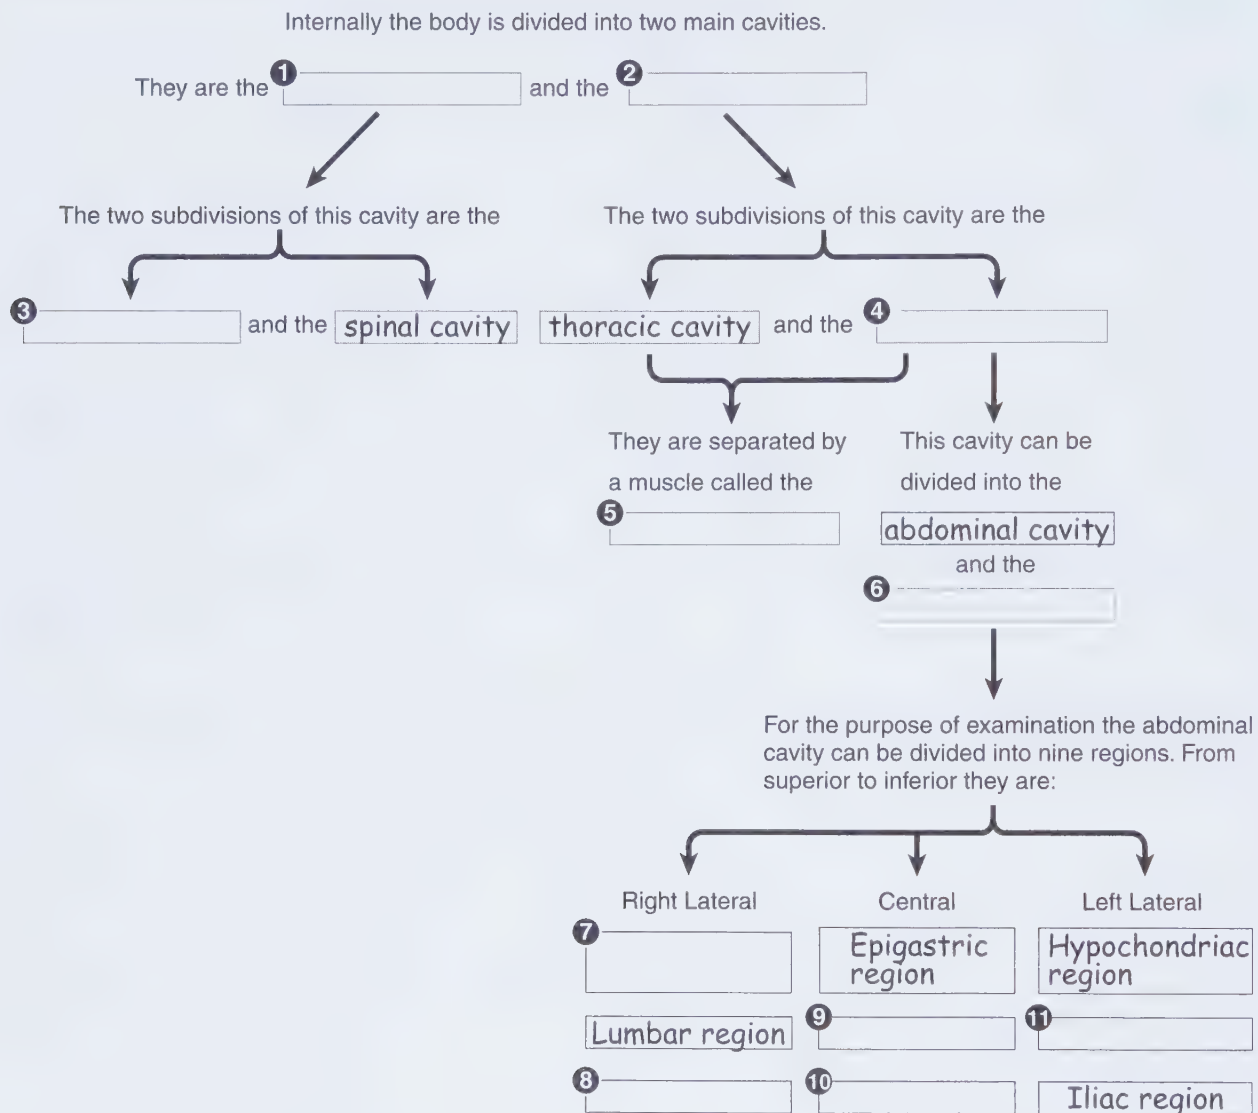 Internally the body is divided into two main cavities.
They are the 1 and the 2
The two subdivisions of this cavity are the
The two subdivisions of this cavity are the
3 and the spinal cavity
thoracic cavity and the 4
They are separated by
a muscle called the
5
This cavity can be
divided into the
abdominal cavity
and the
6
For the purpose of examination the abdominal
cavity can be divided into nine regions. From
superior to inferior they are:
Right Lateral
Central
Left Lateral
7
Epigastric
region
Hypochondriac
region
Lumbar region
9
11
8
10
Iliac region